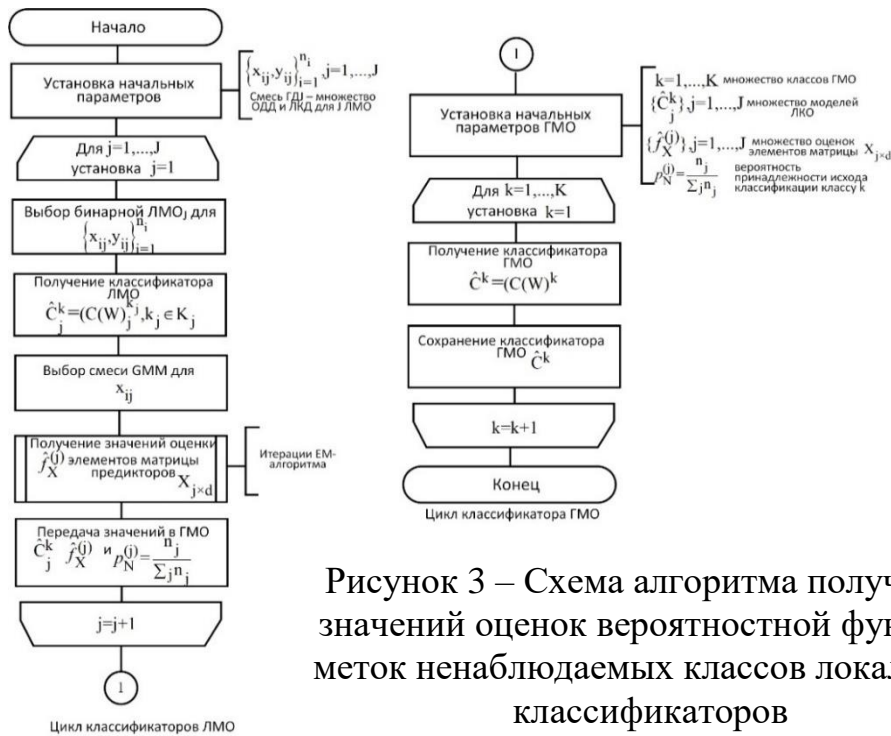 Начало
Установка начальных
параметров
{x_ij, y_ij}_{i=1}^{n_i}, j=1,...,J
Смесь ГДJ – множество
ОДД и ЛКД для J ЛМО
Для j=1,...,J
установка j=1
Выбор бинарной ЛМО_j для
{x_ij, y_ij}_{i=1}^{n_i}
Получение классификатора
ЛМО
Ĉ_j^k=(C(W)_j^{k_j}, k_j ∈ K_j
Выбор смеси GMM для
x_ij
Получение значений оценки
f̂_X^(j) элементов матрицы
предикторов X_{j×d}
Итерации ЕМ-
алгоритма
Передача значений в ГМО
Ĉ_j^k f̂_X^(j) и p_N^(j)=n_j/Σ_j n_j
j=j+1
1
Цикл классификаторов ЛМО
1
Установка начальных
параметров ГМО
k=1,...,K множество классов ГМО
{Ĉ_j^k}, j=1,...,J множество моделей
ЛКО
{f̂_X^(j)}, j=1,...,J множество оценок
элементов матрицы X_{j×d}
p_N^(j)=n_j/Σ_j n_j вероятность
принадлежности исхода
классификации классу k
Для k=1,...,K
установка k=1
Получение классификатора
ГМО
Ĉ^k=(C(W)^k
Сохранение классификатора
ГМО Ĉ^k
k=k+1
Конец
Цикл классификатора ГМО
Рисунок 3 – Схема алгоритма получ
значений оценок вероятностной фу
меток ненаблюдаемых классов лока
классификаторов